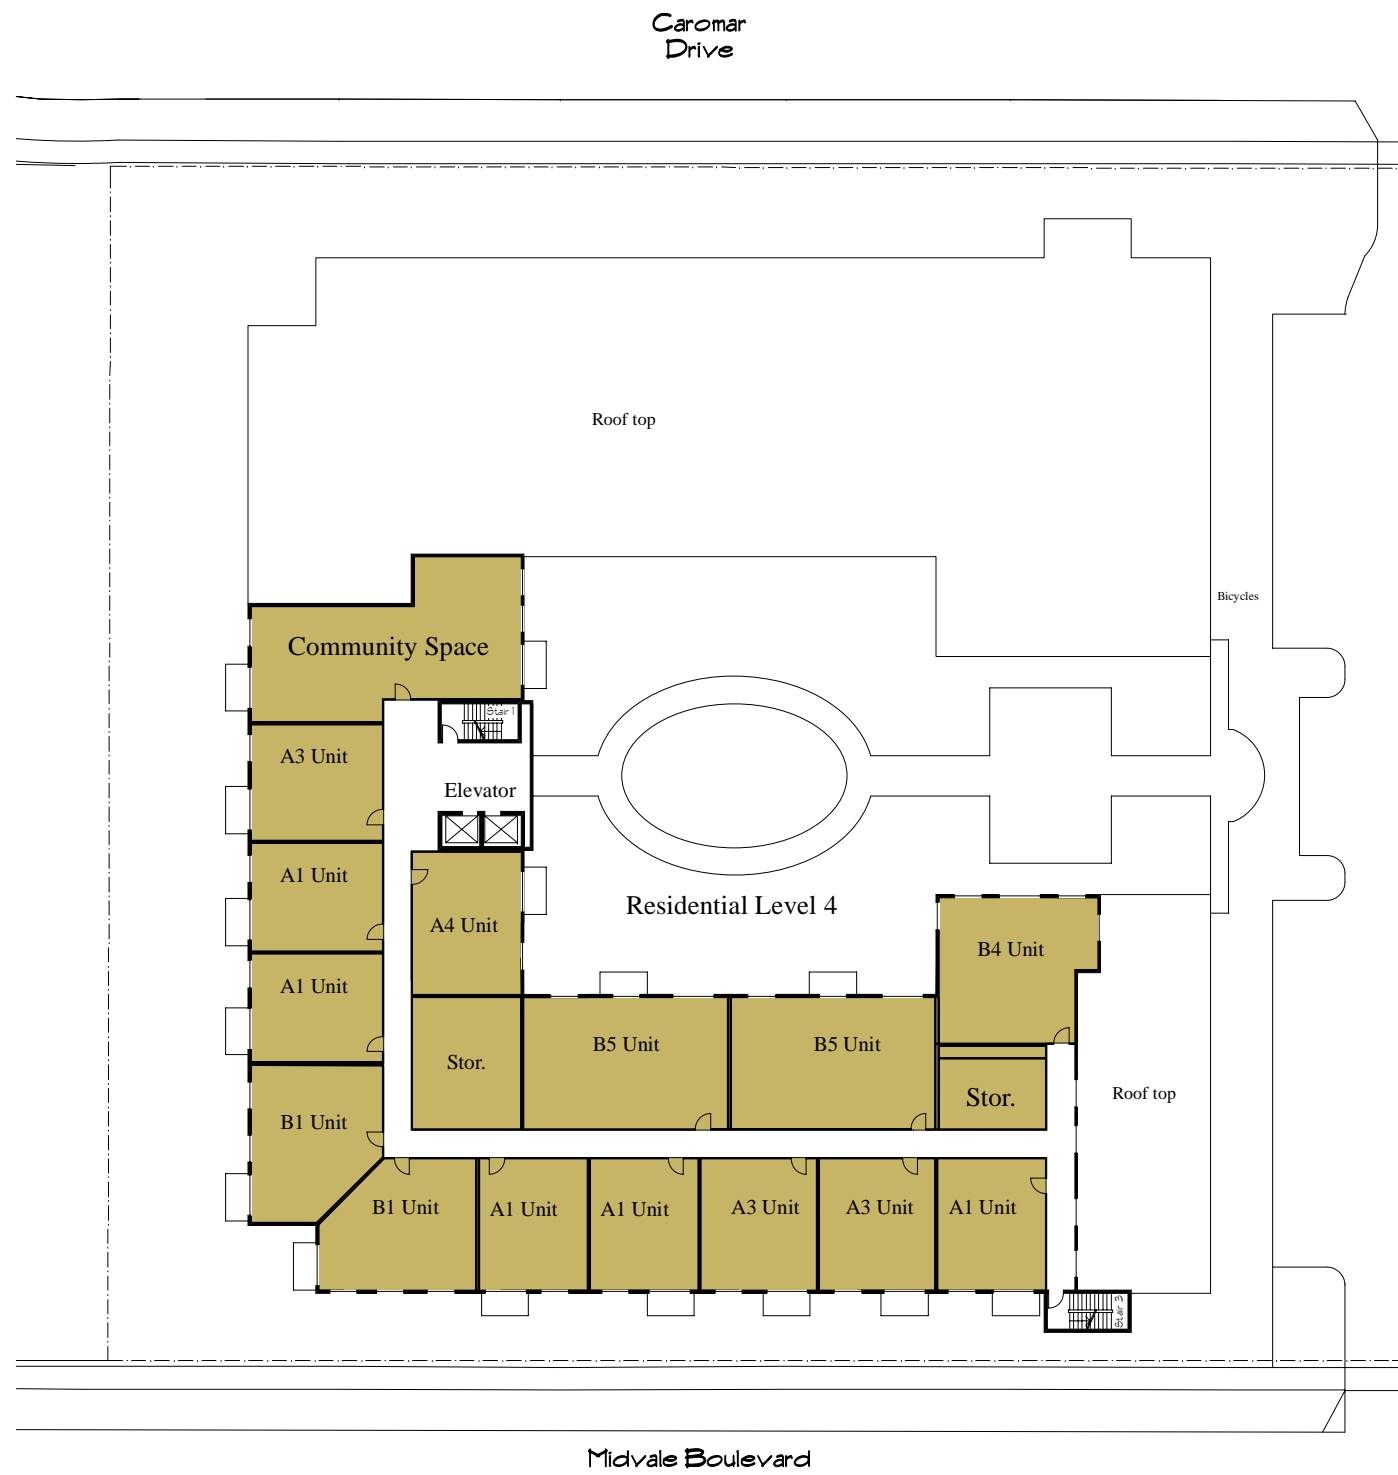 Caromar
Drive
Roof top
Bicycles
Community Space
Stair 1
A3 Unit
Elevator
A1 Unit
A4 Unit
Residential Level 4
B4 Unit
A1 Unit
Stor.
B5 Unit
B5 Unit
Stor.
Roof top
B1 Unit
B1 Unit
A1 Unit
A1 Unit
A3 Unit
A3 Unit
A1 Unit
Stair 3
Midvale Boulevard